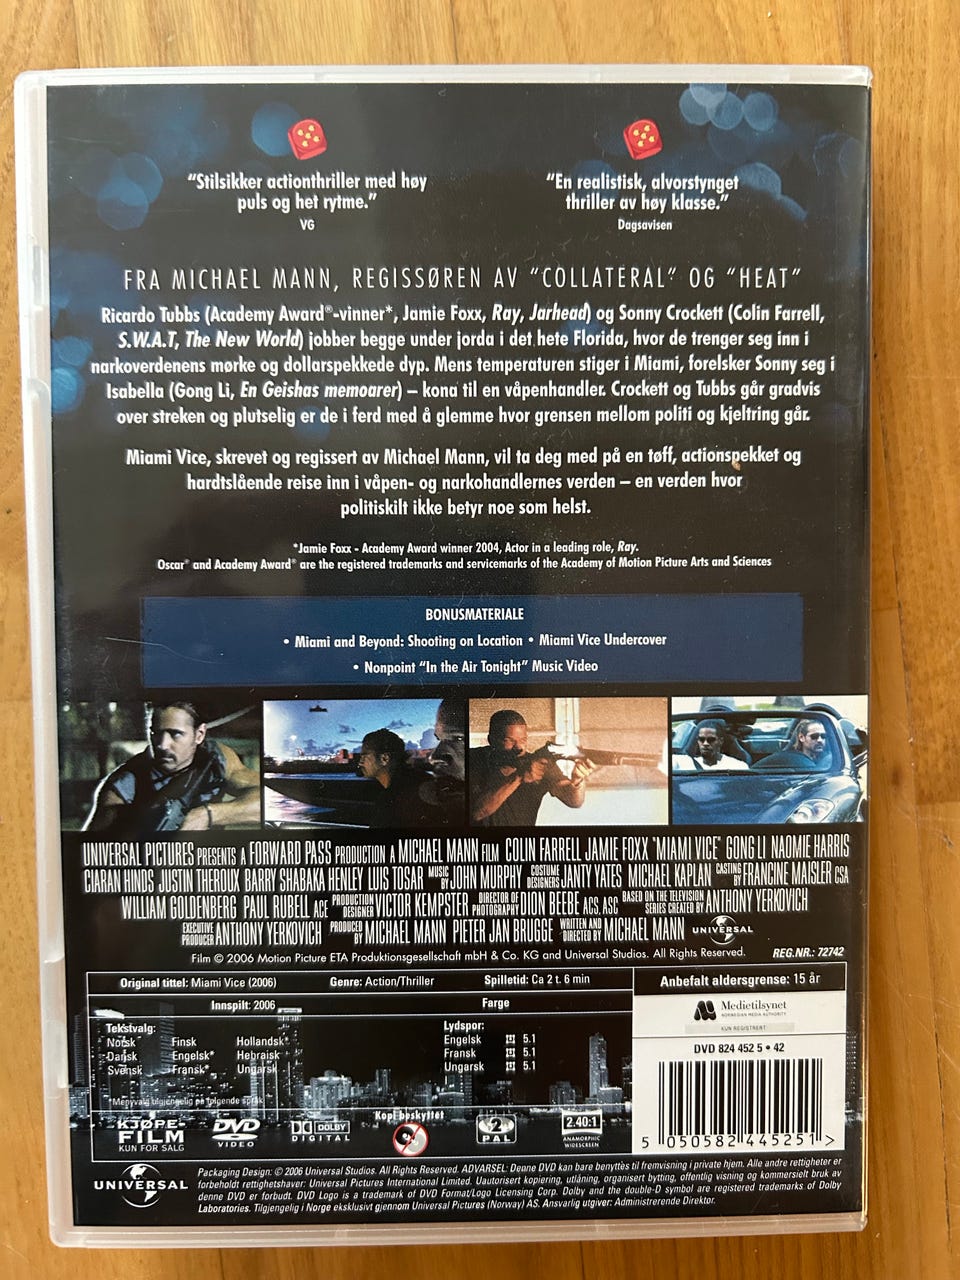 “Stilsikker actionthriller med høy
puls og het rytme.”
VG
“En realistisk, alvorstynget
thriller av høy klasse.”
Dagsavisen
FRA MICHAEL MANN, REGISSØREN AV “COLLATERAL” OG “HEAT”
Ricardo Tubbs (Academy Award®-vinner*, Jamie Foxx, Ray, Jarhead) og Sonny Crockett (Colin Farrell,
S.W.A.T, The New World) jobber begge under jorda i det hete Florida, hvor de trenger seg inn i
narkoverdenens mørke og dollarspekkede dyp. Mens temperaturen stiger i Miami, forelsker Sonny seg i
Isabella (Gong Li, En Geishas memoarer) – kona til en våpenhandler. Crockett og Tubbs går gradvis
over streken og plutselig er de i ferd med å glemme hvor grensen mellom politi og kjeltring går.
Miami Vice, skrevet og regissert av Michael Mann, vil ta deg med på en tøff, actionspekket og
hardtslående reise inn i våpen- og narkohandlernes verden – en verden hvor
politiskilt ikke betyr noe som helst.
*Jamie Foxx - Academy Award winner 2004, Actor in a leading role, Ray.
Oscar® and Academy Award® are the registered trademarks and servicemarks of the Academy of Motion Picture Arts and Sciences
BONUSMATERIALE
• Miami and Beyond: Shooting on Location • Miami Vice Undercover
• Nonpoint “In the Air Tonight” Music Video
UNIVERSAL PICTURES PRESENTS A FORWARD PASS PRODUCTION A MICHAEL MANN FILM COLIN FARRELL JAMIE FOXX "MIAMI VICE" GONG LI NAOMIE HARRIS
CIARAN HINDS JUSTIN THEROUX BARRY SHABAKA HENLEY LUIS TOSAR MUSIC BY JOHN MURPHY COSTUME DESIGNERS JANTY YATES MICHAEL KAPLAN CASTING BY FRANCINE MAISLER CSA
WILLIAM GOLDENBERG PAUL RUBELL ACE PRODUCTION DESIGNER VICTOR KEMPSTER DIRECTOR OF PHOTOGRAPHY DION BEEBE ACS, ASC BASED ON THE TELEVISION SERIES CREATED BY ANTHONY YERKOVICH
EXECUTIVE PRODUCER ANTHONY YERKOVICH PRODUCED BY MICHAEL MANN PIETER JAN BRUGGE WRITTEN AND DIRECTED BY MICHAEL MANN UNIVERSAL
Film © 2006 Motion Picture ETA Produktionsgesellschaft mbH & Co. KG and Universal Studios. All Rights Reserved. REG.NR.: 72742
Original tittel: Miami Vice (2006) Genre: Action/Thriller Spilletid: Ca 2 t. 6 min
Innspilt: 2006 Farge
Tekstvalg:
Norsk Finsk Hollandsk*
Dansk Engelsk* Hebraisk
Svensk Fransk* Ungarsk
*Menyvalg tilgjengelig på følgende språk
Lydspor:
Engelsk 5.1
Fransk 5.1
Ungarsk 5.1
Anbefalt aldersgrense: 15 år
Medietilsynet
NORWEGIAN MEDIA AUTHORITY
KUN REGISTRERT
DVD 824 452 5 • 42
5 050582 445251 >
KJØPE-
FILM
KUN FOR SALG
DVD
VIDEO
DOLBY
DIGITAL
Kopi beskyttet
2
PAL
2.40:1
ANAMORPHIC
WIDESCREEN
UNIVERSAL
Packaging Design: © 2006 Universal Studios. All Rights Reserved. ADVARSEL: Denne DVD kan bare benyttes til fremvisning i private hjem. Alle andre rettigheter er
forbeholdt rettighetshaver: Universal Pictures International Limited. Uautorisert kopiering, utlåning, organisert bytting, offentlig visning og kommersielt bruk av
denne DVD er forbudt. DVD Logo is a trademark of DVD Format/Logo Licensing Corp. Dolby and the double-D symbol are registered trademarks of Dolby
Laboratories. Tilgjengelig i Norge eksklusivt gjennom Universal Pictures (Norway) AS. Ansvarlig utgiver: Administrerende Direktør.